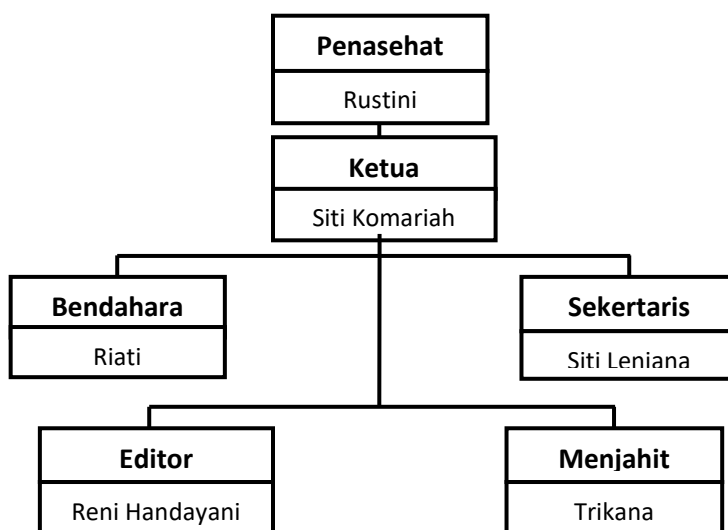 Penasehat
Rustini
Ketua
Siti Komariah
Bendahara
Riati
Sekertaris
Siti Leniana
Editor
Reni Handayani
Menjahit
Trikana